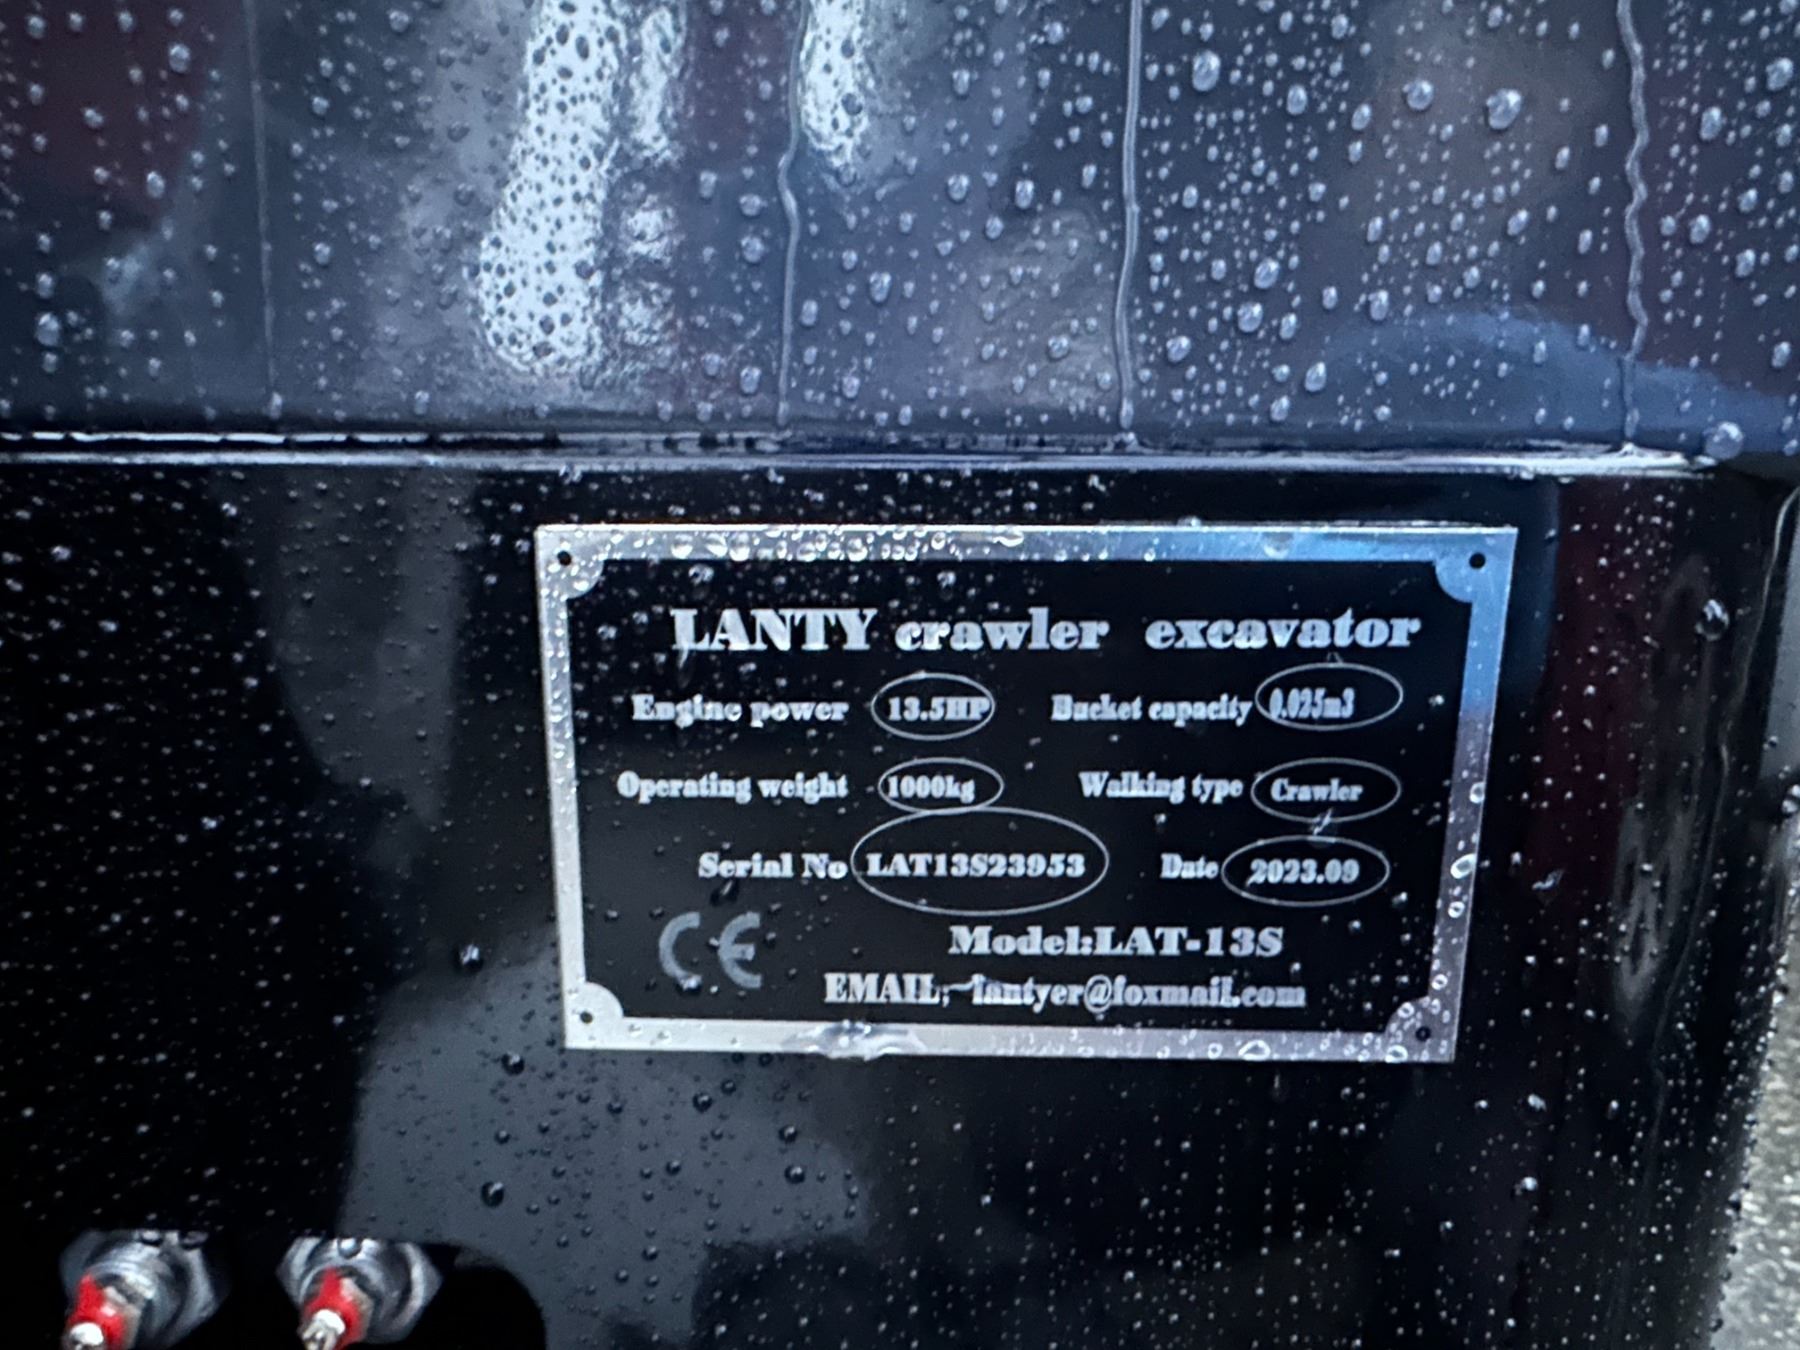 LANTY crawler excavator
Engine power 13.5HP Bucket capacity 0.025m3
Operating weight 1000kg Walking type Crawler
Serial No LAT13S23953 Date 2023.09
CE Model:LAT-13S
EMAIL: lantyer@foxmail.com